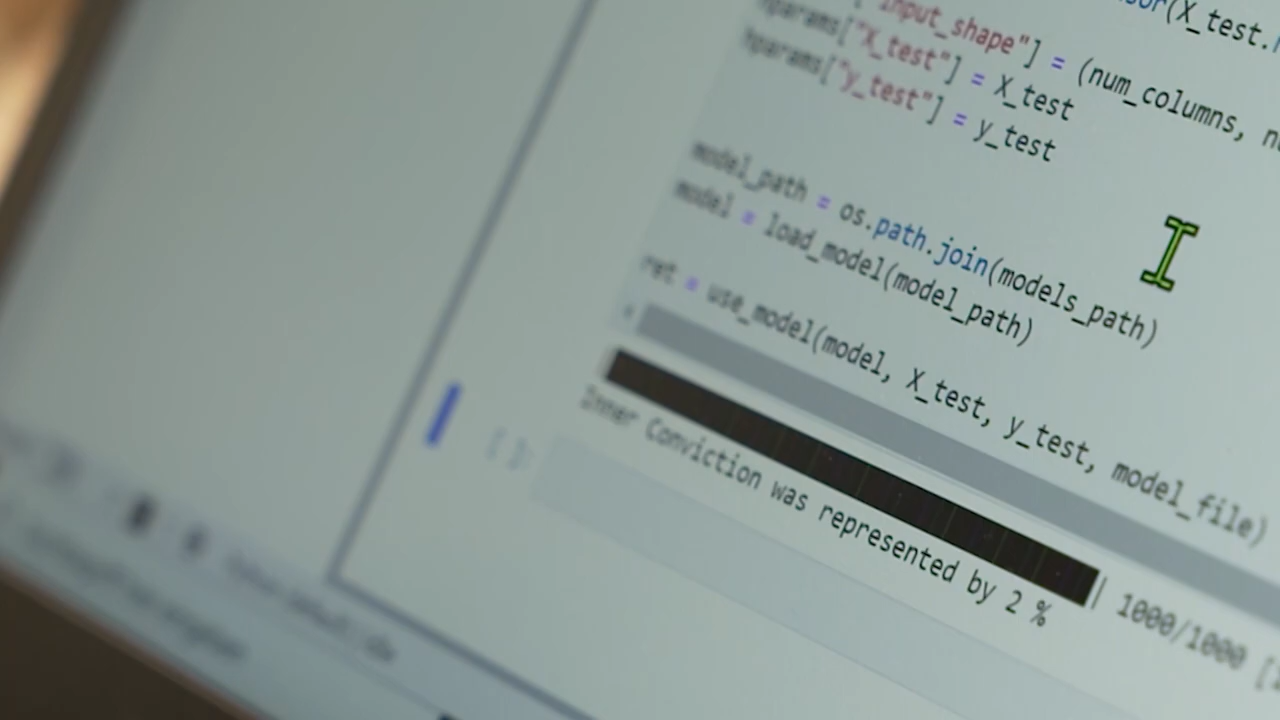 (X_test.
input_shape"] = (num_columns,
hparams["X_test"] = X_test
hparams["y_test"] = y_test
model_path = os.path.join(models_path)
model = load_model(model_path)
ret = use_model(model, X_test, y_test, model_file)
| 1000/1000 [
Inner Conviction was represented by 2 %
[ ]: